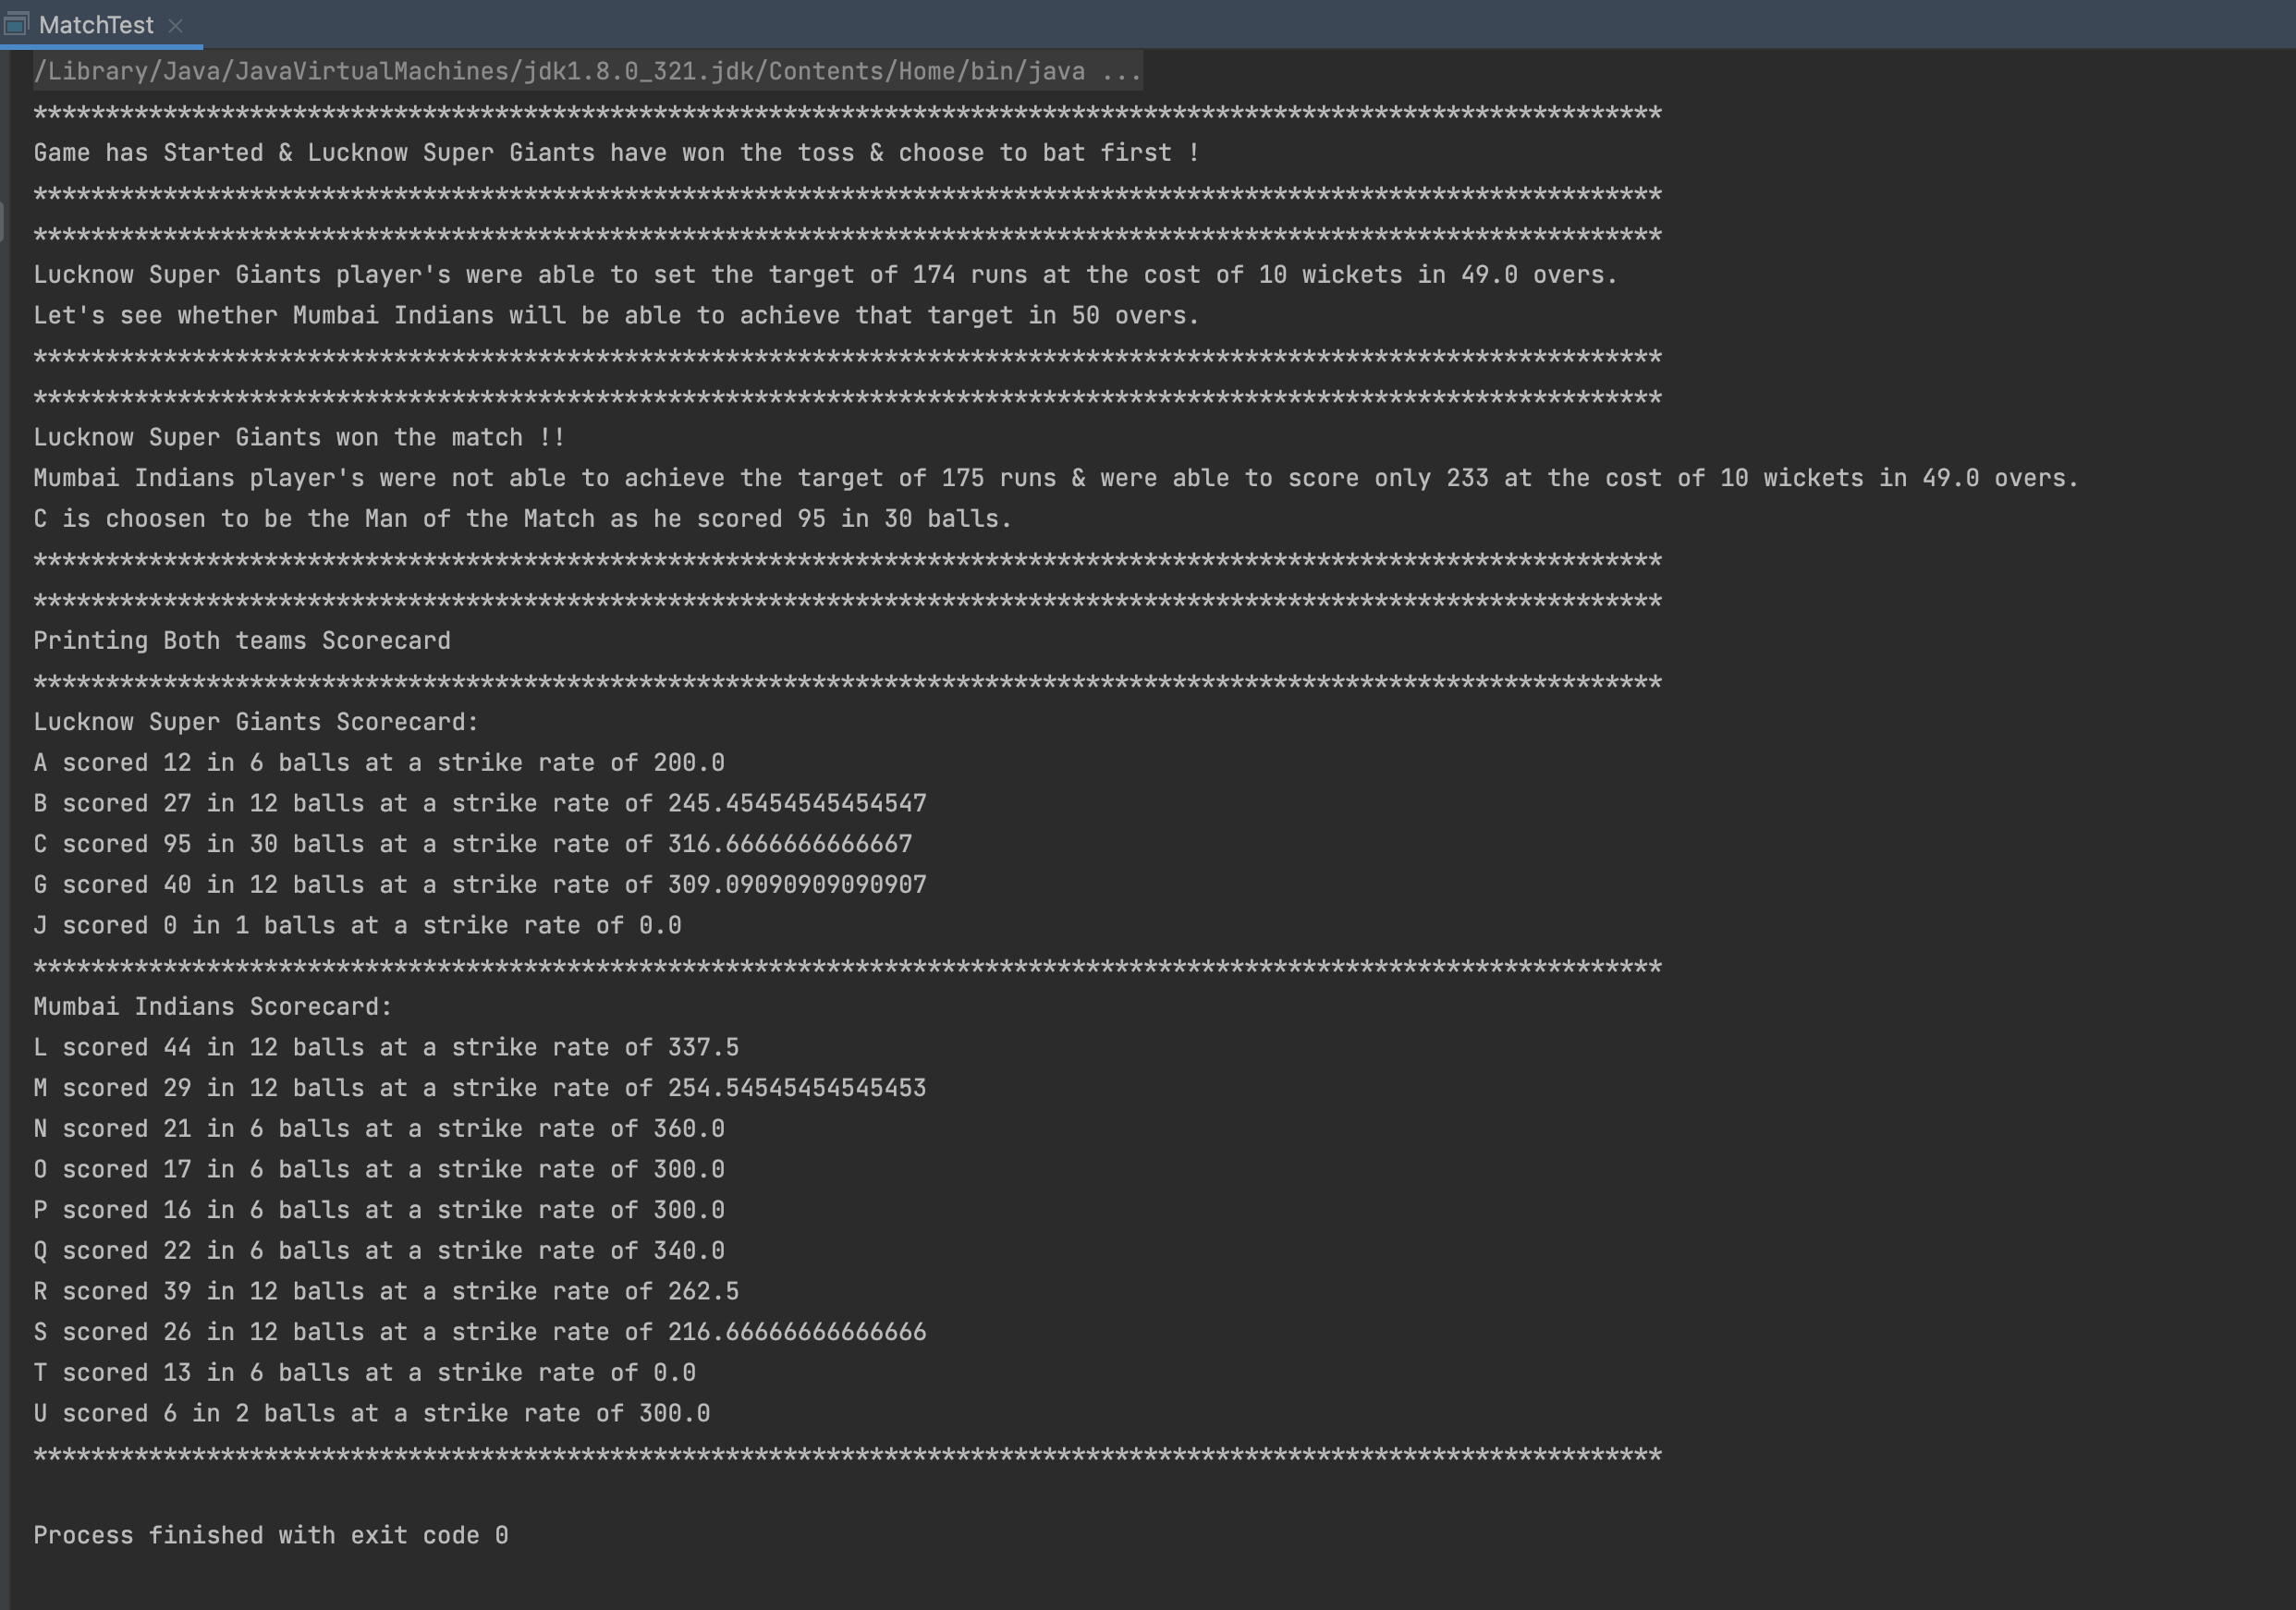 MatchTest
/Library/Java/JavaVirtualMachines/jdk1.8.0_321.jdk/Contents/Home/bin/java ...
*****************************************************************************************************************
Game has Started & Lucknow Super Giants have won the toss & choose to bat first !
*****************************************************************************************************************
*****************************************************************************************************************
Lucknow Super Giants player's were able to set the target of 174 runs at the cost of 10 wickets in 49.0 overs.
Let's see whether Mumbai Indians will be able to achieve that target in 50 overs.
*****************************************************************************************************************
*****************************************************************************************************************
Lucknow Super Giants won the match !!
Mumbai Indians player's were not able to achieve the target of 175 runs & were able to score only 233 at the cost of 10 wickets in 49.0 overs.
C is choosen to be the Man of the Match as he scored 95 in 30 balls.
*****************************************************************************************************************
*****************************************************************************************************************
Printing Both teams Scorecard
*****************************************************************************************************************
Lucknow Super Giants Scorecard:
A scored 12 in 6 balls at a strike rate of 200.0
B scored 27 in 12 balls at a strike rate of 245.45454545454547
C scored 95 in 30 balls at a strike rate of 316.6666666666667
G scored 40 in 12 balls at a strike rate of 309.09090909090907
J scored 0 in 1 balls at a strike rate of 0.0
*****************************************************************************************************************
Mumbai Indians Scorecard:
L scored 44 in 12 balls at a strike rate of 337.5
M scored 29 in 12 balls at a strike rate of 254.54545454545453
N scored 21 in 6 balls at a strike rate of 360.0
O scored 17 in 6 balls at a strike rate of 300.0
P scored 16 in 6 balls at a strike rate of 300.0
Q scored 22 in 6 balls at a strike rate of 340.0
R scored 39 in 12 balls at a strike rate of 262.5
S scored 26 in 12 balls at a strike rate of 216.66666666666666
T scored 13 in 6 balls at a strike rate of 0.0
U scored 6 in 2 balls at a strike rate of 300.0
*****************************************************************************************************************
Process finished with exit code 0